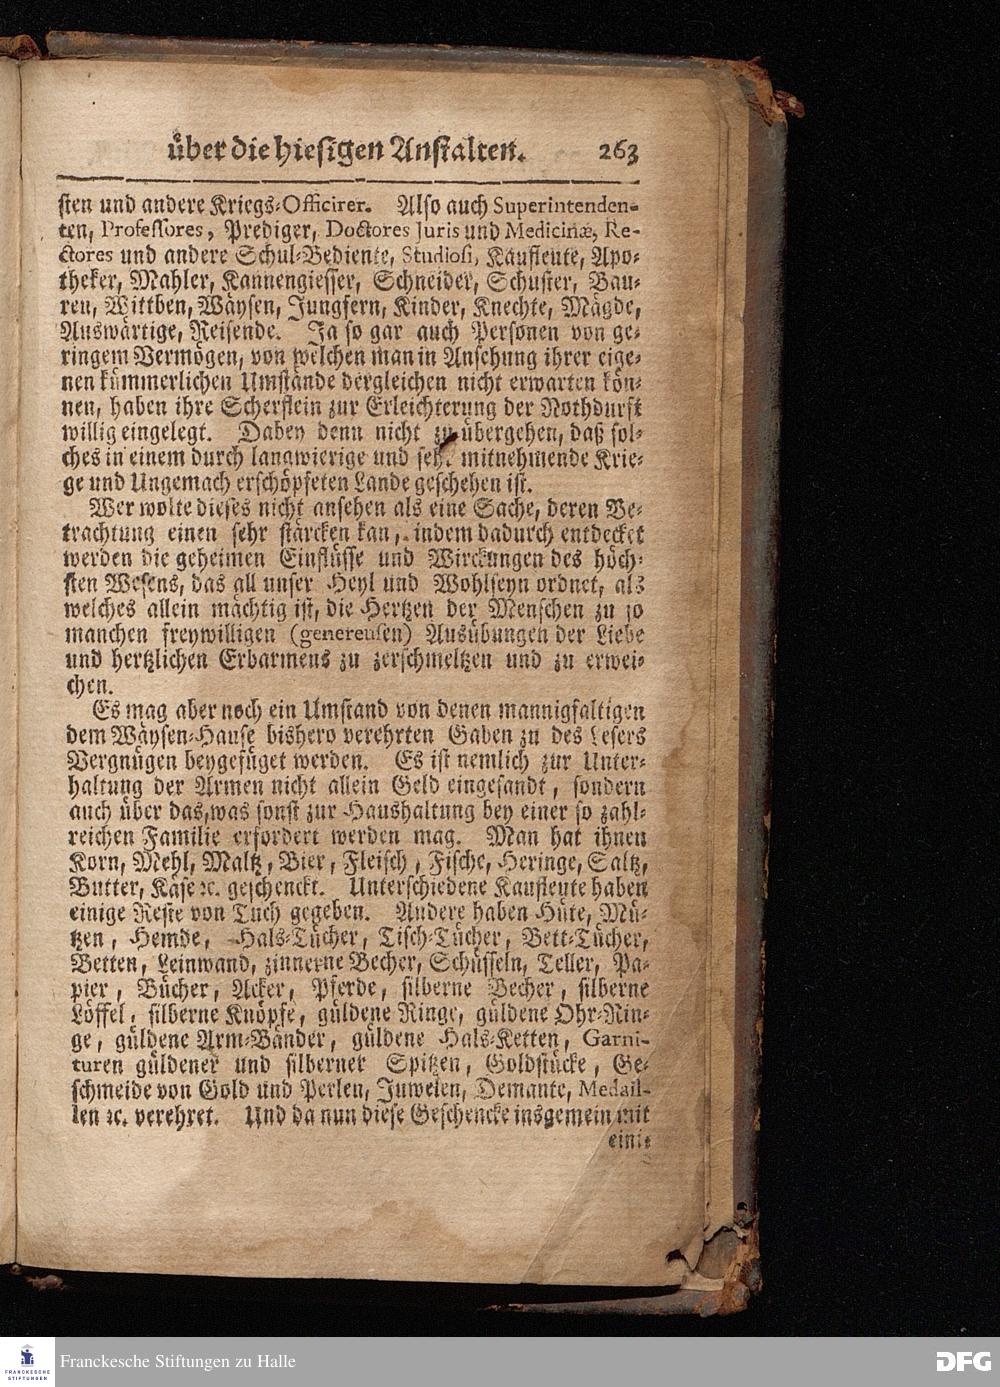 über die hiesigen Anstalten. 263
sten und andere Kriegs-Officirer. Also auch Superintenden-
ten, Professores, Prediger, Doctores Juris und Medicinæ, Re-
ctores und andere Schul-Bediente, Studiosi, Kaufleute, Apo-
theker, Mahler, Kannengiesser, Schneider, Schuster, Bau-
ren, Wittben, Wäysen, Jungfern, Kinder, Knechte, Mägde,
Auswärtige, Reisende. Ja so gar auch Personen von ge-
ringem Vermögen, von welchen man in Ansehung ihrer eige-
nen kümmerlichen Umstände dergleichen nicht erwarten kön-
nen, haben ihre Scherflein zur Erleichterung der Nothdurft
willig eingelegt. Dabey denn nicht zu übergehen, daß sol-
ches in einem durch langwierige und sehr mitnehmende Krie-
ge und Ungemach erschöpfeten Lande geschehen ist.
Wer wolte dieses nicht ansehen als eine Sache, deren Be-
trachtung einen sehr stärcken kan, indem dadurch entdecket
werden die geheimen Einflüsse und Wirckungen des höch-
sten Wesens, das all unser Heyl und Wohlseyn ordnet, als
welches allein mächtig ist, die Hertzen der Menschen zu so
manchen freywilligen (genereusen) Ausübungen der Liebe
und hertzlichen Erbarmens zu zerschmeltzen und zu erwei-
chen.
Es mag aber noch ein Umstand von denen mannigfaltigen
dem Wäysen-Hause bishero verehrten Gaben zu des Lesers
Vergnügen beygefüget werden. Es ist nemlich zur Unter-
haltung der Armen nicht allein Geld eingesandt, sondern
auch über das, was sonst zur Haushaltung bey einer so zahl-
reichen Familie erfordert werden mag. Man hat ihnen
Korn, Mehl, Maltz, Bier, Fleisch, Fische, Heringe, Saltz,
Butter, Käse ꝛc. geschenckt. Unterschiedene Kaufleute haben
einige Reste von Tuch gegeben. Andere haben Hüte, Mü-
tzen, Hemde, Hals-Tücher, Tisch-Tücher, Bett-Tücher,
Betten, Leinwand, zinnerne Becher, Schüsseln, Teller, Pa-
pier, Bücher, Acker, Pferde, silberne Becher, silberne
Löffel, silberne Knöpfe, güldene Ringe, güldene Ohr-Rin-
ge, güldene Arm-Bänder, güldene Hals-Ketten, Garni-
turen güldener und silberner Spitzen, Goldstücke, Ge-
schmeide von Gold und Perlen, Juwelen, Demante, Medail-
len ꝛc. verehret. Und da nun diese Geschencke insgemein mit
eini-
FRANCKESCHE
STIFTUNGEN
Franckesche Stiftungen zu Halle
DFG